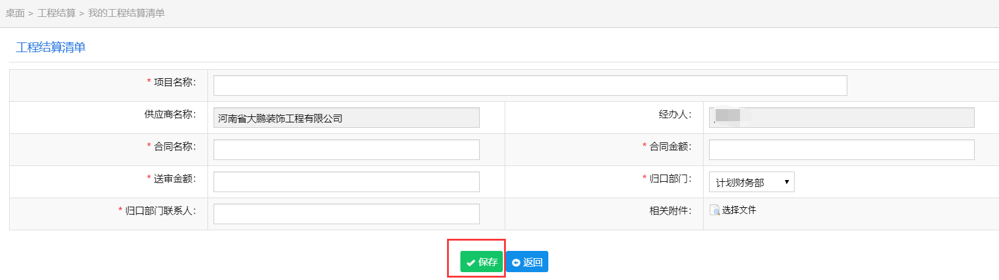 桌面 > 工程结算 > 我的工程结算清单
工程结算清单
* 项目名称：
供应商名称： 河南省大鹏装饰工程有限公司 经办人：
* 合同名称： * 合同金额：
* 送审金额： * 归口部门： 计划财务部
* 归口部门联系人： 相关附件： 选择文件
保存 返回